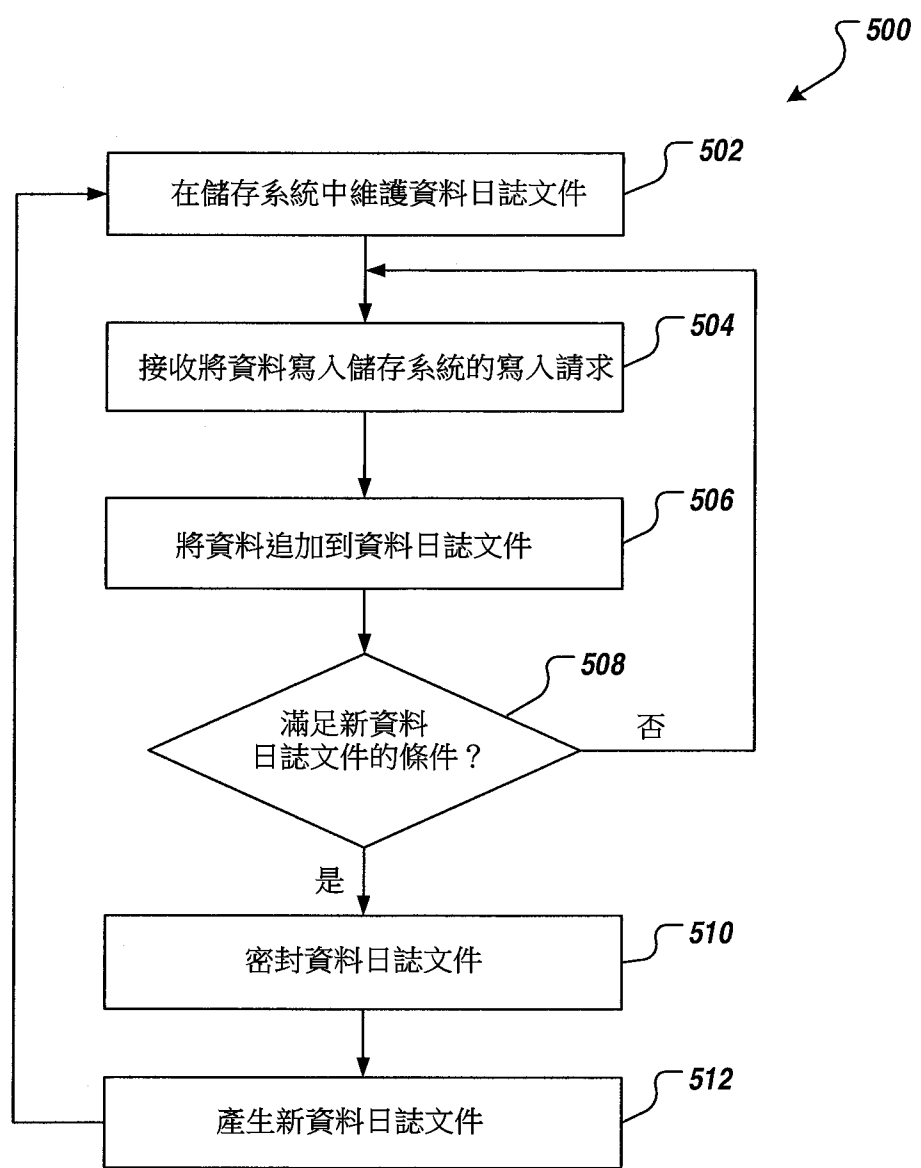 500
502
在儲存系統中維護資料日誌文件
504
接收將資料寫入儲存系統的寫入請求
506
將資料追加到資料日誌文件
508
滿足新資料
日誌文件的條件？
否
是
510
密封資料日誌文件
512
產生新資料日誌文件